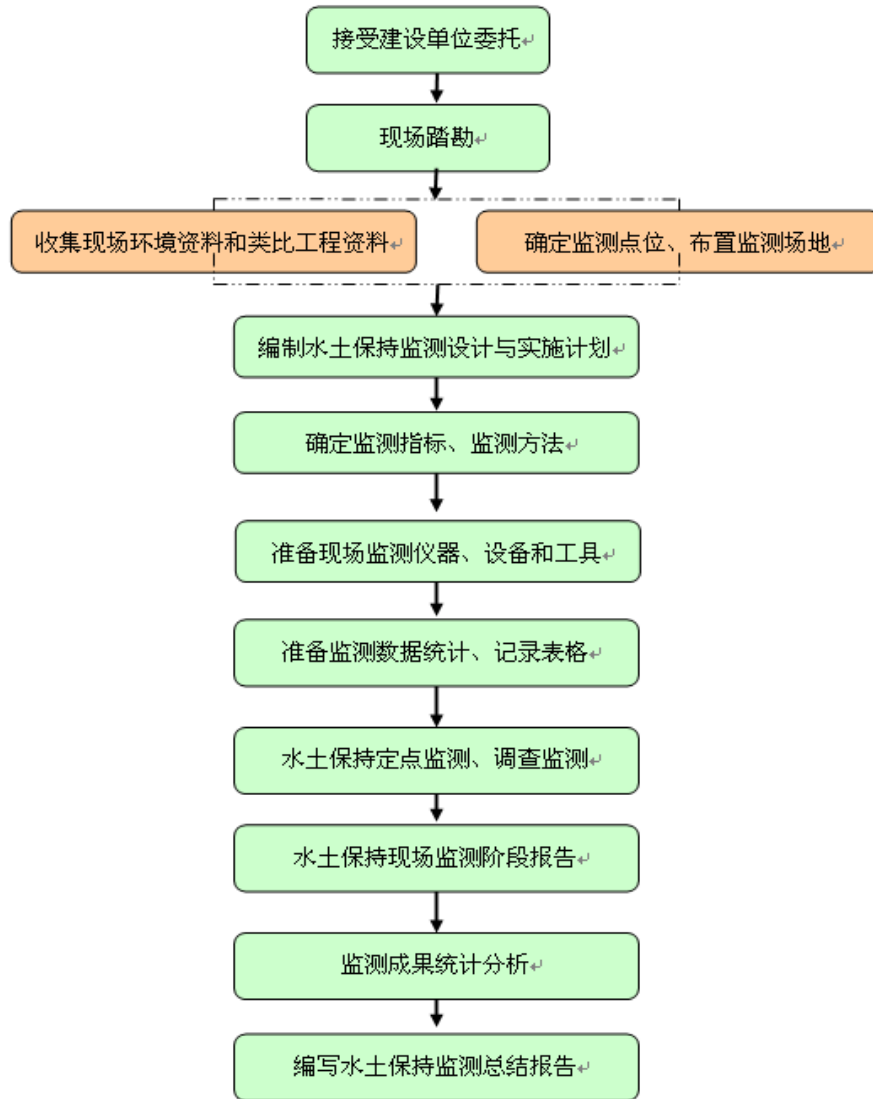 接受建设单位委托
现场踏勘
收集现场环境资料和类比工程资料
确定监测点位、布置监测场地
编制水土保持监测设计与实施计划
确定监测指标、监测方法
准备现场监测仪器、设备和工具
准备监测数据统计、记录表格
水土保持定点监测、调查监测
水土保持现场监测阶段报告
监测成果统计分析
编写水土保持监测总结报告